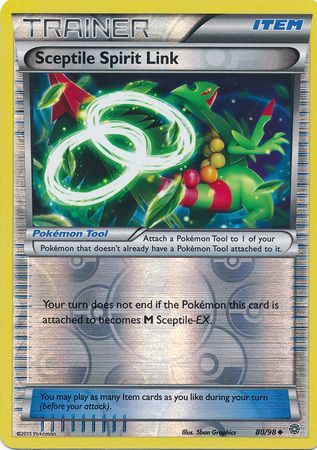 TRAINER
ITEM
Sceptile Spirit Link
Pokémon Tool
Attach a Pokémon Tool to 1 of your
Pokémon that doesn't already have a Pokémon Tool attached to it.
Your turn does not end if the Pokémon this card is
attached to becomes M Sceptile-EX.
You may play as many Item cards as you like during your turn
(before your attack).
©2015 Pokémon
Illus. 5ban Graphics
80/98